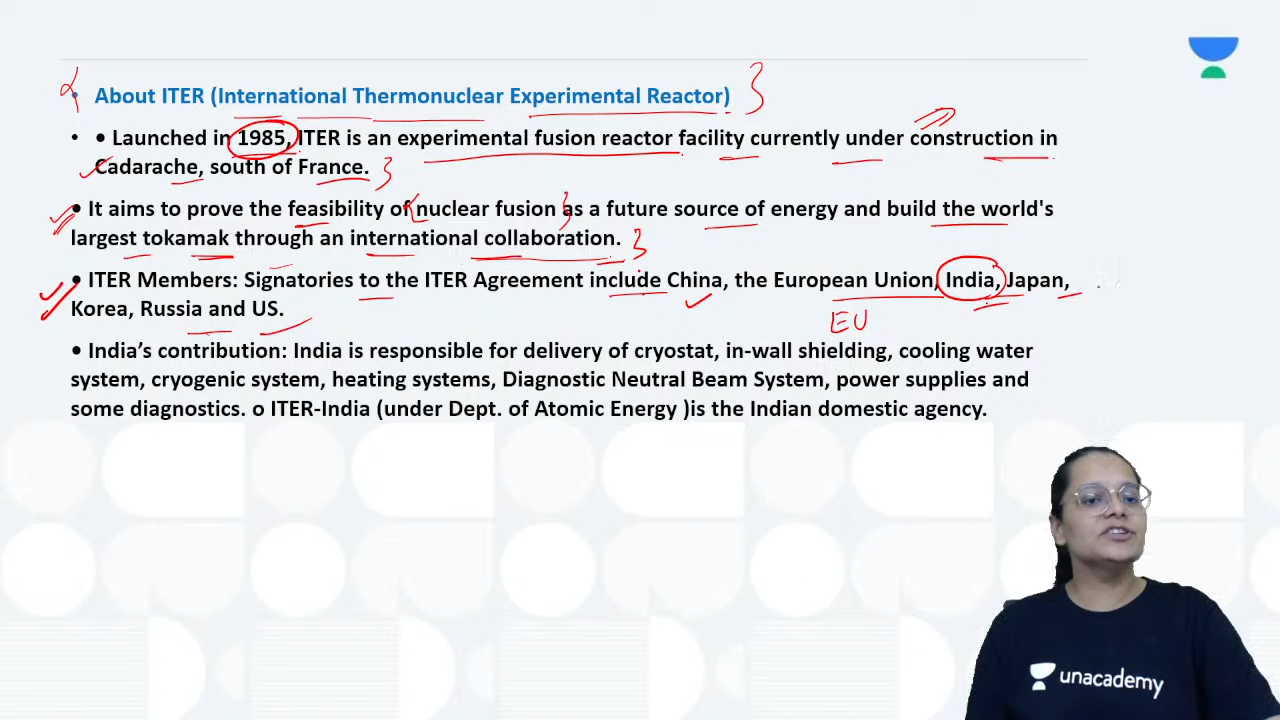 • About ITER (International Thermonuclear Experimental Reactor)
• • Launched in 1985, ITER is an experimental fusion reactor facility currently under construction in
Cadarache, south of France.
• It aims to prove the feasibility of nuclear fusion as a future source of energy and build the world's
largest tokamak through an international collaboration.
• ITER Members: Signatories to the ITER Agreement include China, the European Union, India, Japan,
Korea, Russia and US.
EU
• India's contribution: India is responsible for delivery of cryostat, in-wall shielding, cooling water
system, cryogenic system, heating systems, Diagnostic Neutral Beam System, power supplies and
some diagnostics. o ITER-India (under Dept. of Atomic Energy )is the Indian domestic agency.
unacademy